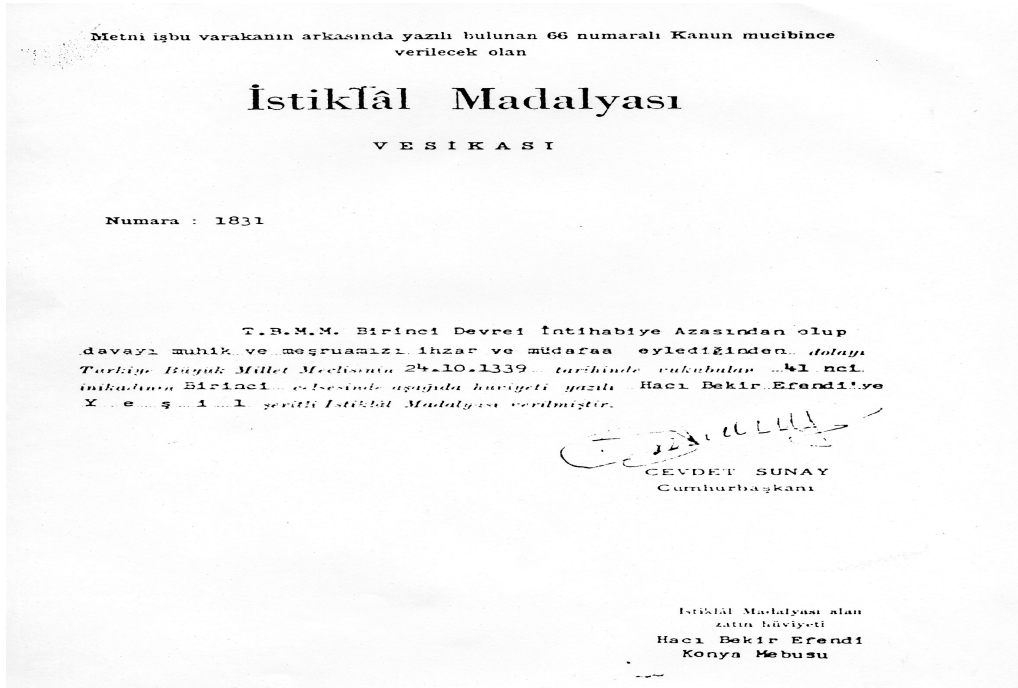 Metni işbu varakanın arkasında yazılı bulunan 66 numaralı Kanun mucibince
verilecek olan
İstiklâl Madalyası
VESİKASI
Numara : 1831
T.B.M.M. Birinci Devrei İntihabiye Azasından olup
davayı muhik ve meşruamızı ihzar ve müdafaa eylediğinden dolayı
Türkiye Büyük Millet Meclisinin 24.10.1339 tarihinde vukubulan 41 nci
inikadının Birinci celsesinde aşağıda hüviyeti yazılı Hacı Bekir Efendi'ye
Y e ş i l şeritli İstiklâl Madalyası verilmiştir.
CEVDET SUNAY
Cumhurbaşkanı
İstiklâl Madalyası alan
zatın hüviyeti
Hacı Bekir Efendi
Konya Mebusu